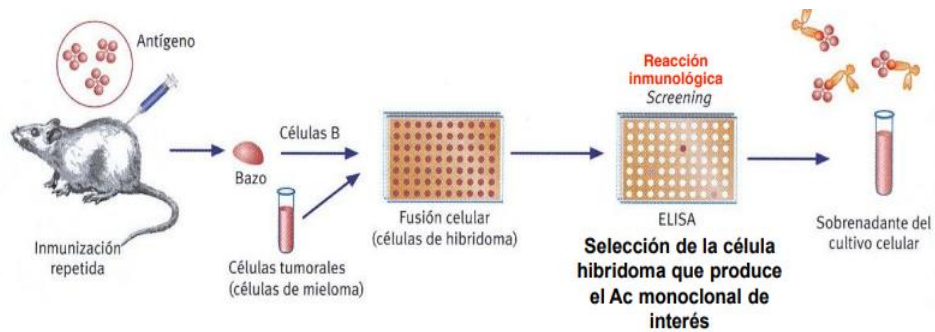 Antígeno
Inmunización
repetida
Células B
Bazo
Células tumorales
(células de mieloma)
Fusión celular
(células de hibridoma)
Reacción
inmunológica
Screening
ELISA
Selección de la célula
hibridoma que produce
el Ac monoclonal de
interés
Sobrenadante del
cultivo celular